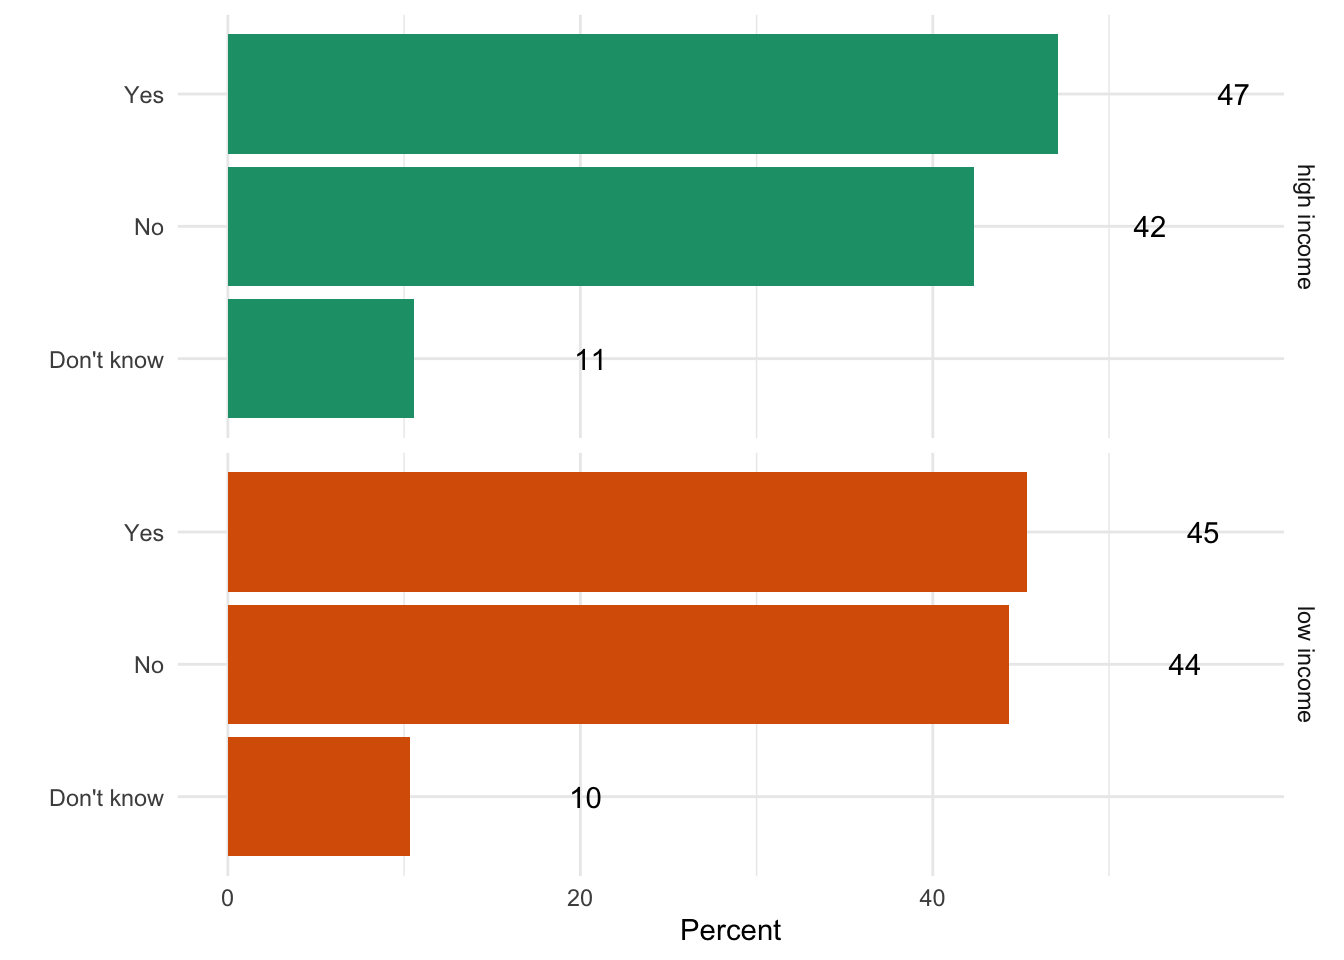 Yes
47
No
42
Don't know
11
high income
Yes
45
No
44
Don't know
10
low income
0
20
40
Percent